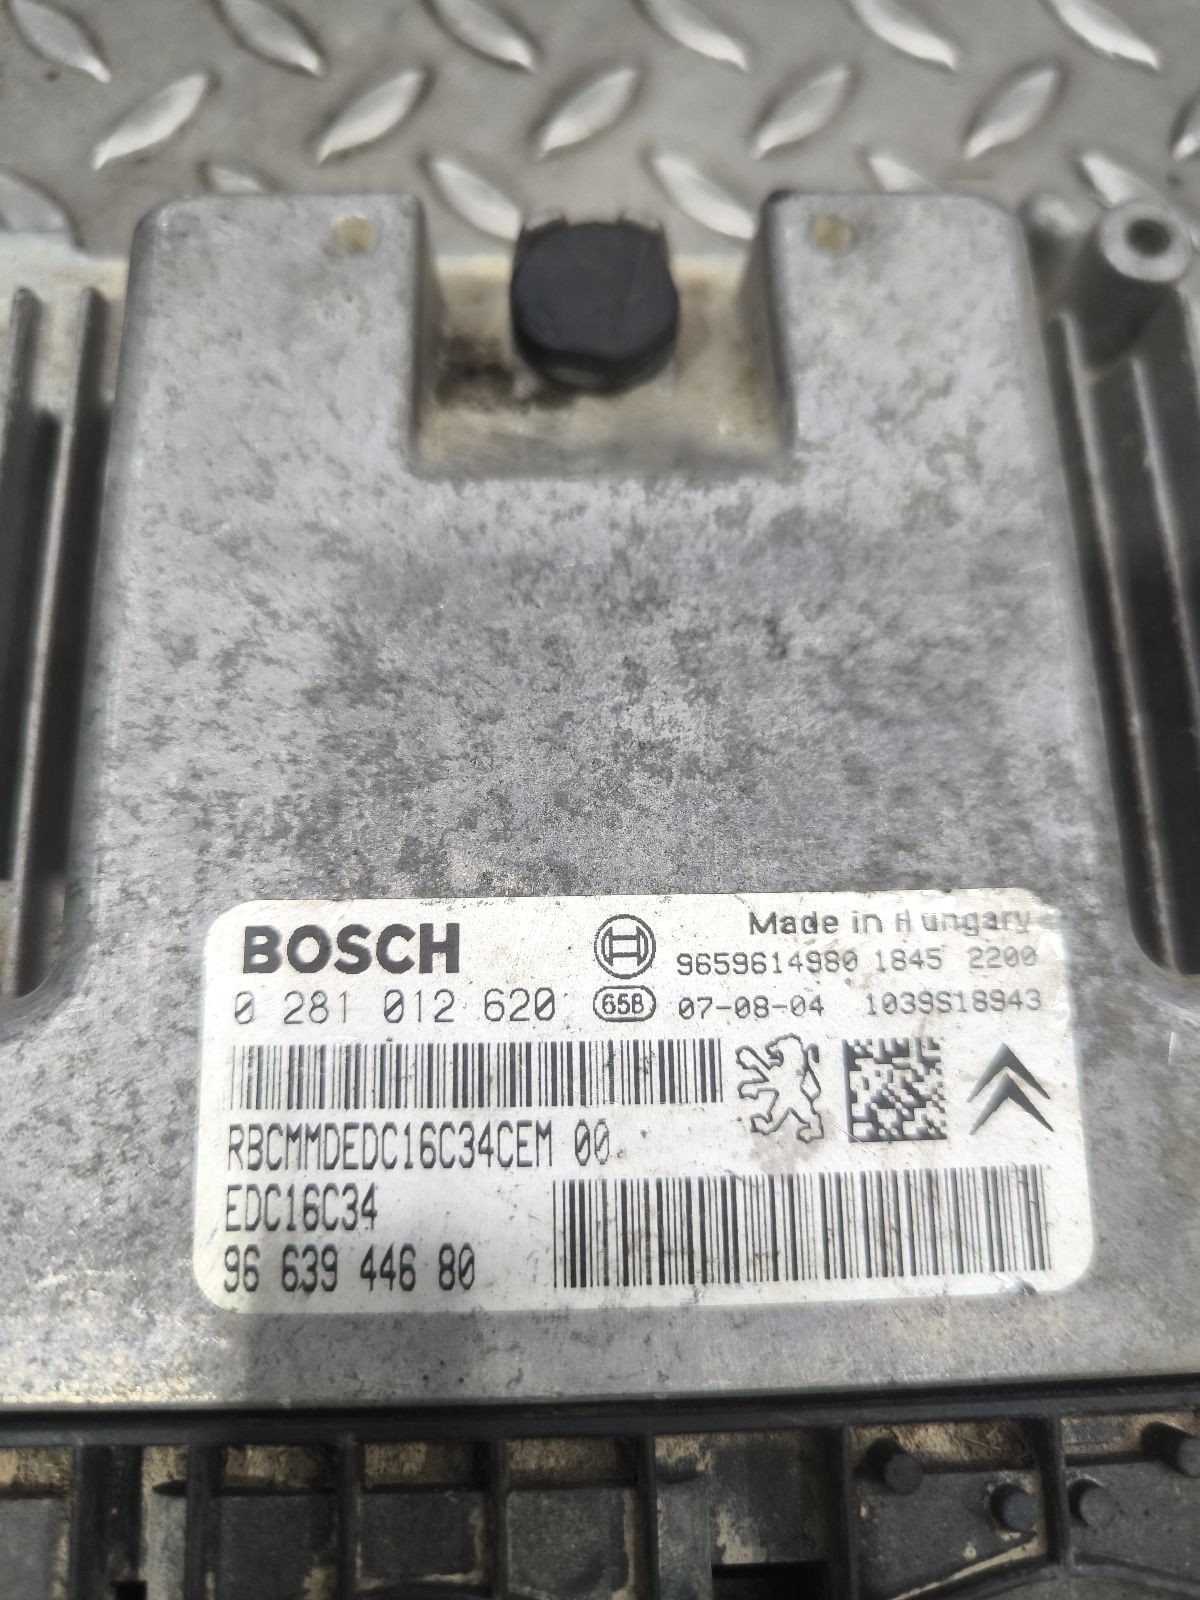 BOSCH
Made in Hungary
9659614980 1845 2200
0 281 012 620
658 07-08-04 1039S18943
RBCMMDEDC16C34CEM 00
EDC16C34
96 639 446 80